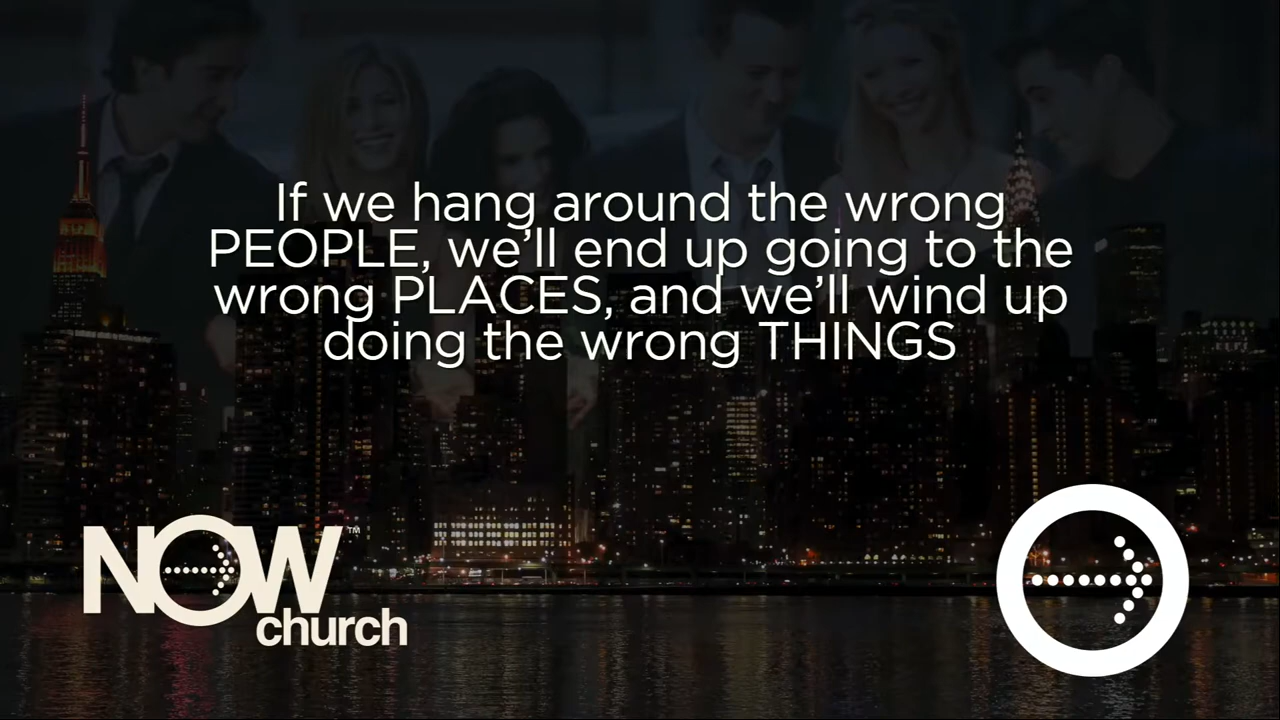 If we hang around the wrong
PEOPLE, we’ll end up going to the
wrong PLACES, and we’ll wind up
doing the wrong THINGS
NOW™
church